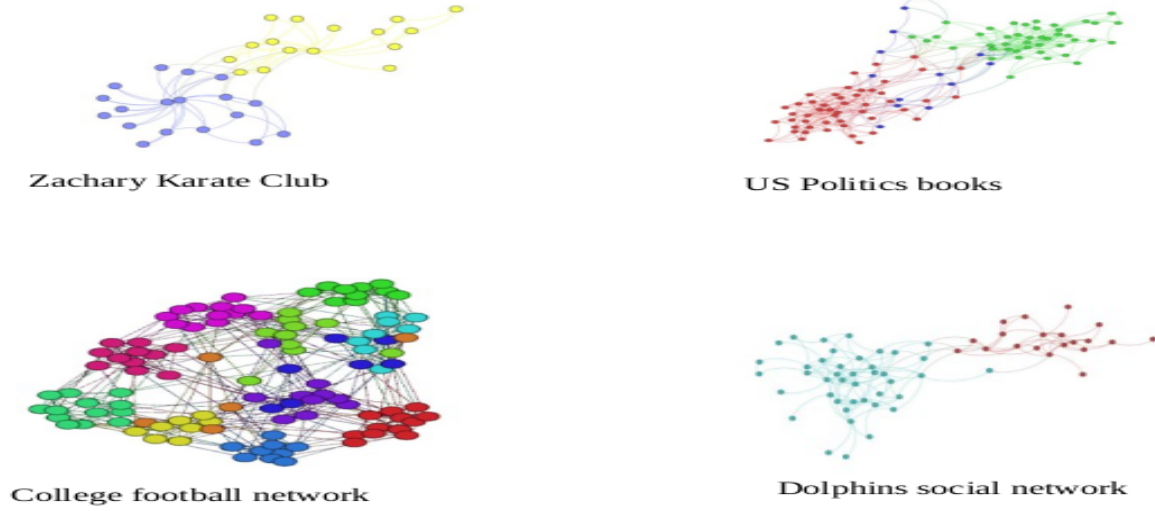 Zachary Karate Club
US Politics books
College football network
Dolphins social network